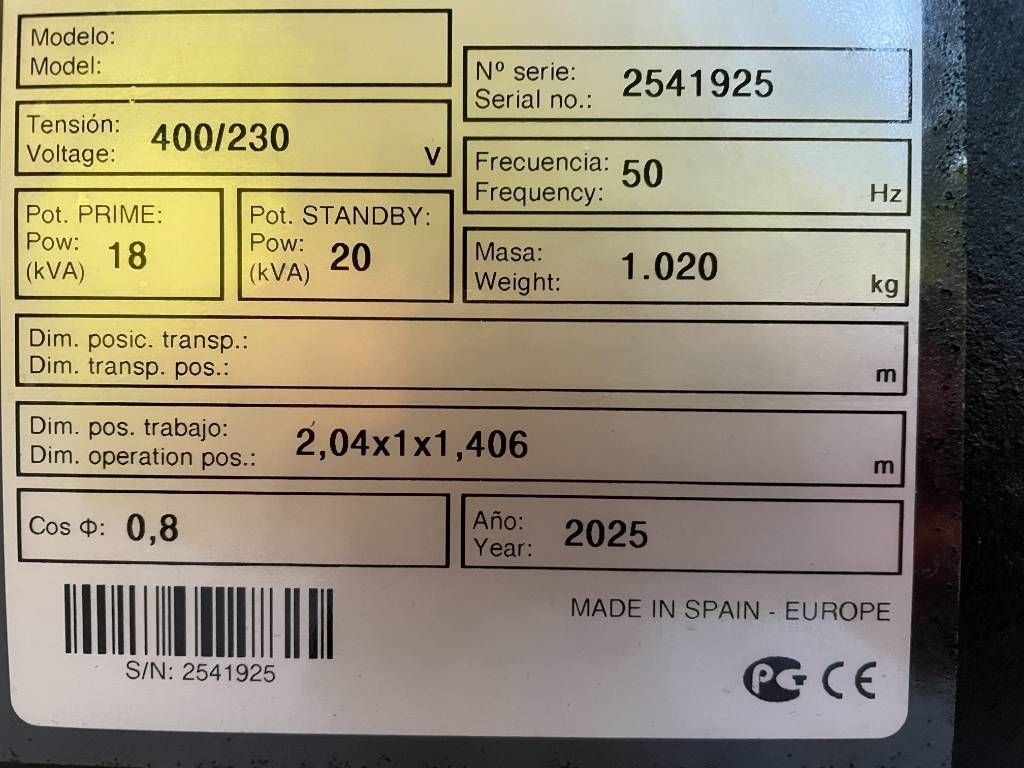 Modelo:
Model:
Nº serie:
Serial no.: 2541925
Tensión:
Voltage: 400/230 V
Frecuencia:
Frequency: 50 Hz
Pot. PRIME:
Pow:
(kVA) 18
Pot. STANDBY:
Pow:
(kVA) 20
Masa:
Weight: 1.020 kg
Dim. posic. transp.:
Dim. transp. pos.: m
Dim. pos. trabajo:
Dim. operation pos.: 2,04x1x1,406 m
Cos Φ: 0,8
Año:
Year: 2025
S/N: 2541925
MADE IN SPAIN - EUROPE
PG CE